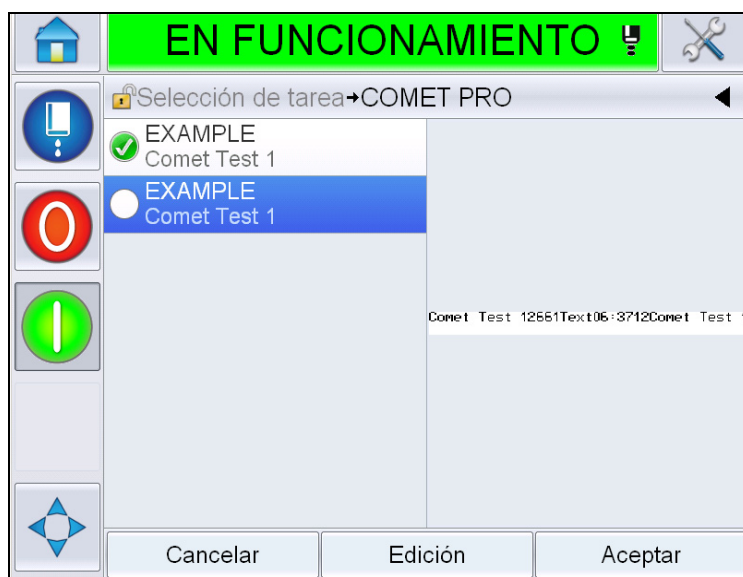 EN FUNCIONAMIENTO
Selección de tarea→COMET PRO
EXAMPLE
Comet Test 1
EXAMPLE
Comet Test 1
Comet Test 12661Text06:3712Comet Test
Cancelar
Edición
Aceptar